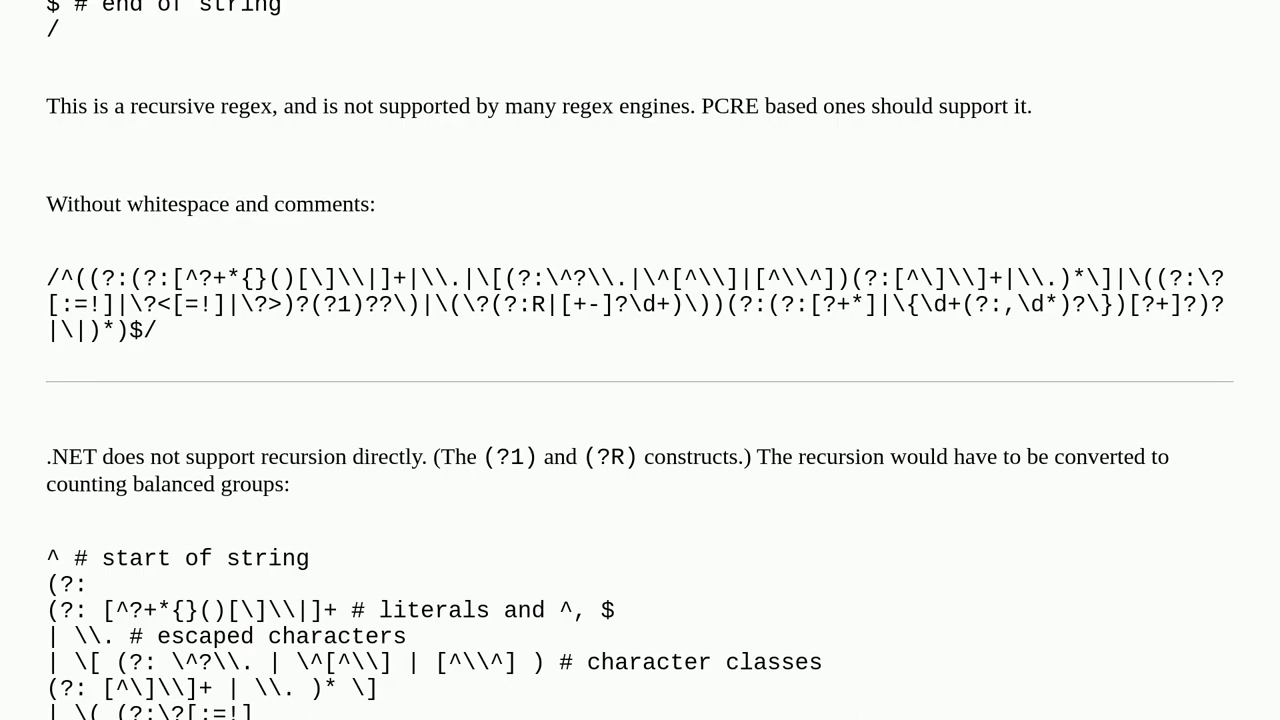 $ # end of string
/
This is a recursive regex, and is not supported by many regex engines. PCRE based ones should support it.
Without whitespace and comments:
/^((?:(?:[^?+*{}()[\]\\|]+|\\.|\[(?:\^?\\.|\^[^\\]|[^\\^])(?:[^\]\\]+|\\.)*\]|\((?:\?
[:=!]|\?<[=!]|\?>)?(?1)??\)|\(\?(?:R|[+-]?\d+)\))(?:(?:[?+*]|\{\d+(?:,\d*)?\})[?+]?)?
|\|)*)$/
.NET does not support recursion directly. (The (?1) and (?R) constructs.) The recursion would have to be converted to
counting balanced groups:
^ # start of string
(?:
(?: [^?+*{}()[\]\\|]+ # literals and ^, $
| \\. # escaped characters
| \[ (?: \^?\\. | \^[^\\] | [^\\^] ) # character classes
(?: [^\]\\]+ | \\. )* \]
| \( (?:\?[:=!]